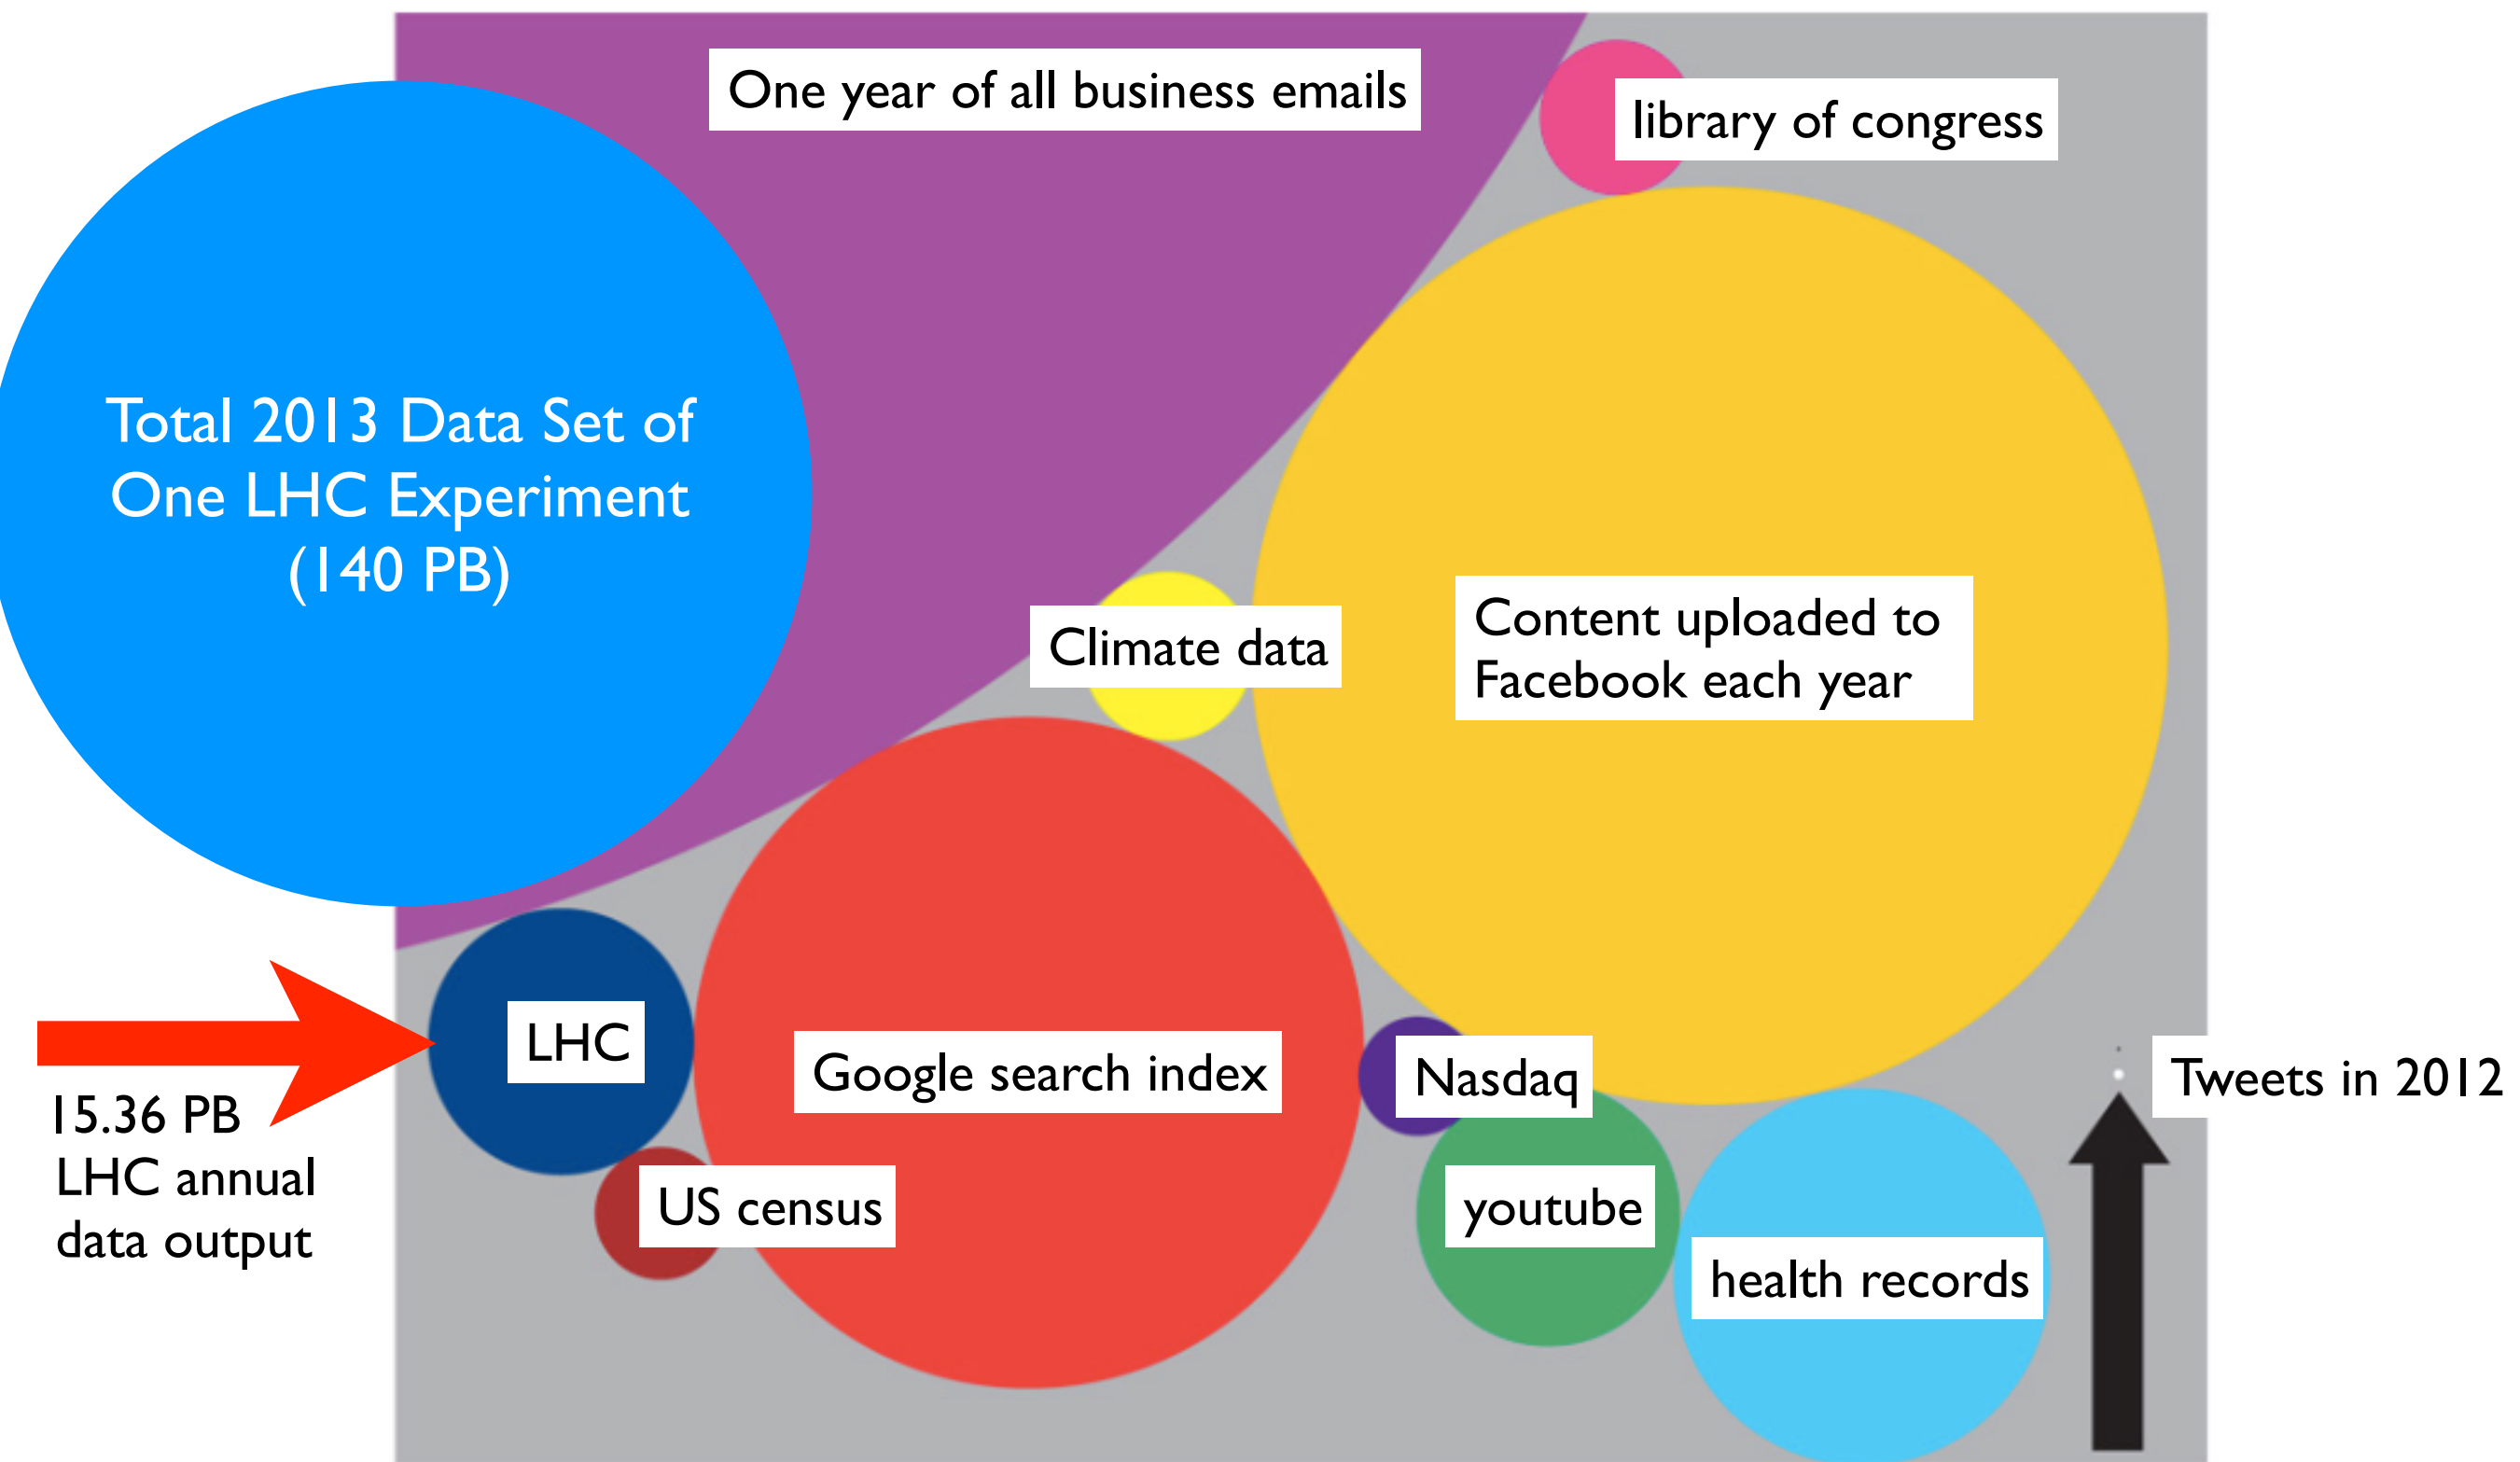 One year of all business emails
library of congress
Total 2013 Data Set of
One LHC Experiment
(140 PB)
Climate data
Content uploaded to
Facebook each year
LHC
Google search index
Nasdaq
Tweets in 2012
15.36 PB
LHC annual
data output
US census
youtube
health records